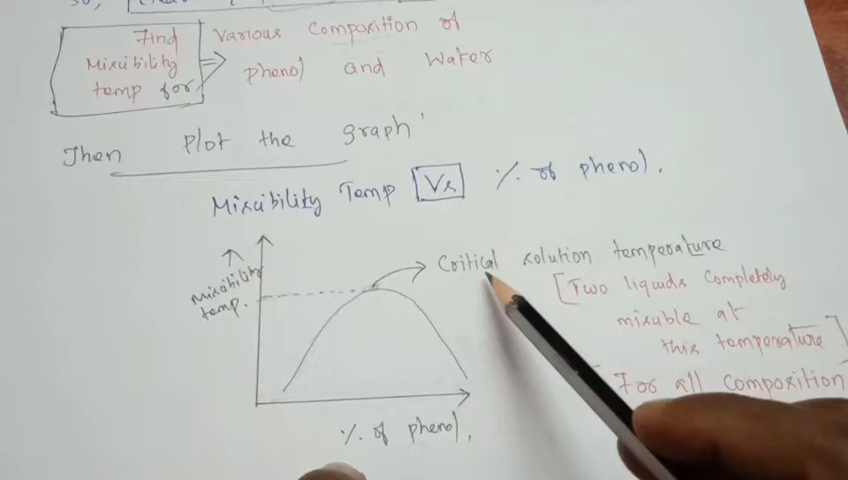 so,
Find Various Composition of
Miscibility
temp for phenol and Water
Then Plot the graph
Miscibility Temp Vs % of phenol.
Critical solution temperature
Miscibility temp.
[Two liquids completely
miscible at
this temperature]
For all composition
% of phenol.